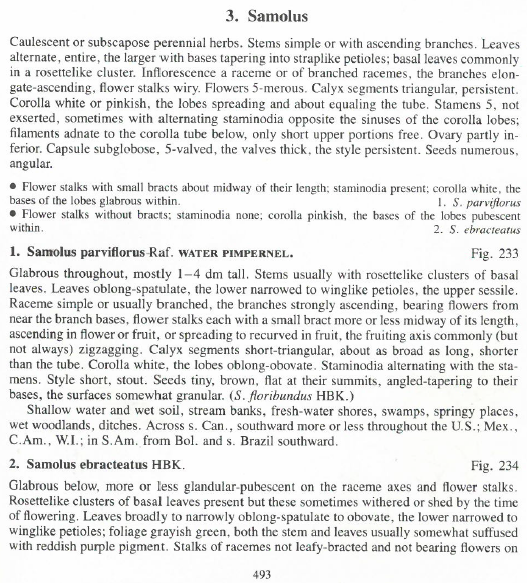 3. Samolus
Caulescent or subscapose perennial herbs. Stems simple or with ascending branches. Leaves
alternate, entire, the larger with bases tapering into straplike petioles; basal leaves commonly
in a rosettelike cluster. Inflorescence a raceme or of branched racemes, the branches elon-
gate-ascending, flower stalks wiry. Flowers 5-merous. Calyx segments triangular, persistent.
Corolla white or pinkish, the lobes spreading and about equaling the tube. Stamens 5, not
exserted, sometimes with alternating staminodia opposite the sinuses of the corolla lobes;
filaments adnate to the corolla tube below, only short upper portions free. Ovary partly in-
ferior. Capsule subglobose, 5-valved, the valves thick, the style persistent. Seeds numerous,
angular.
● Flower stalks with small bracts about midway of their length; staminodia present; corolla white, the
bases of the lobes glabrous within. 1. S. parviflorus
● Flower stalks without bracts; staminodia none; corolla pinkish, the bases of the lobes pubescent
within. 2. S. ebracteatus
1. Samolus parviflorus Raf. WATER PIMPERNEL. Fig. 233
Glabrous throughout, mostly 1–4 dm tall. Stems usually with rosettelike clusters of basal
leaves. Leaves oblong-spatulate, the lower narrowed to winglike petioles, the upper sessile.
Raceme simple or usually branched, the branches strongly ascending, bearing flowers from
near the branch bases, flower stalks each with a small bract more or less midway of its length,
ascending in flower or fruit, or spreading to recurved in fruit, the fruiting axis commonly (but
not always) zigzagging. Calyx segments short-triangular, about as broad as long, shorter
than the tube. Corolla white, the lobes oblong-obovate. Staminodia alternating with the sta-
mens. Style short, stout. Seeds tiny, brown, flat at their summits, angled-tapering to their
bases, the surfaces somewhat granular. (S. floribundus HBK.)
Shallow water and wet soil, stream banks, fresh-water shores, swamps, springy places,
wet woodlands, ditches. Across s. Can., southward more or less throughout the U.S.; Mex.,
C.Am., W.I.; in S.Am. from Bol. and s. Brazil southward.
2. Samolus ebracteatus HBK. Fig. 234
Glabrous below, more or less glandular-pubescent on the raceme axes and flower stalks.
Rosettelike clusters of basal leaves present but these sometimes withered or shed by the time
of flowering. Leaves broadly to narrowly oblong-spatulate to obovate, the lower narrowed to
winglike petioles; foliage grayish green, both the stem and leaves usually somewhat suffused
with reddish purple pigment. Stalks of racemes not leafy-bracted and not bearing flowers on
493